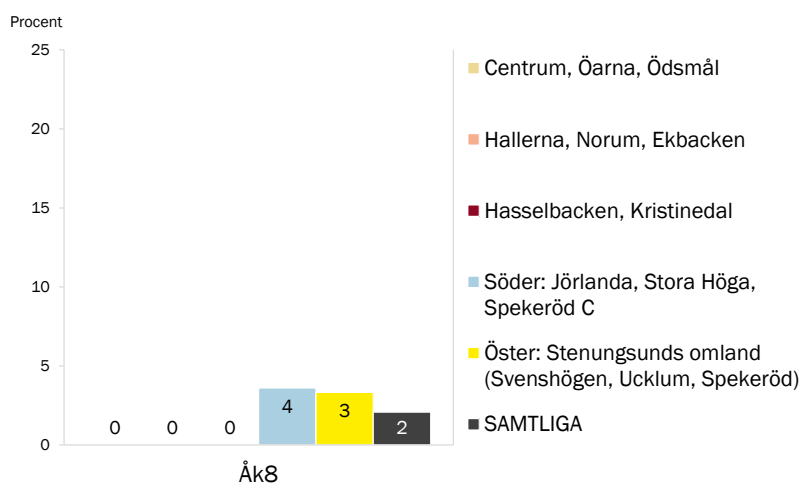 Procent
25
20
15
10
5
0
0
0
0
4
3
2
Åk8
Centrum, Öarna, Ödsmål
Hallerna, Norum, Ekbacken
Hasselbacken, Kristinedal
Söder: Jörlanda, Stora Höga,
Spekeröd C
Öster: Stenungsunds omland
(Svenshögen, Ucklum, Spekeröd)
SAMTLIGA